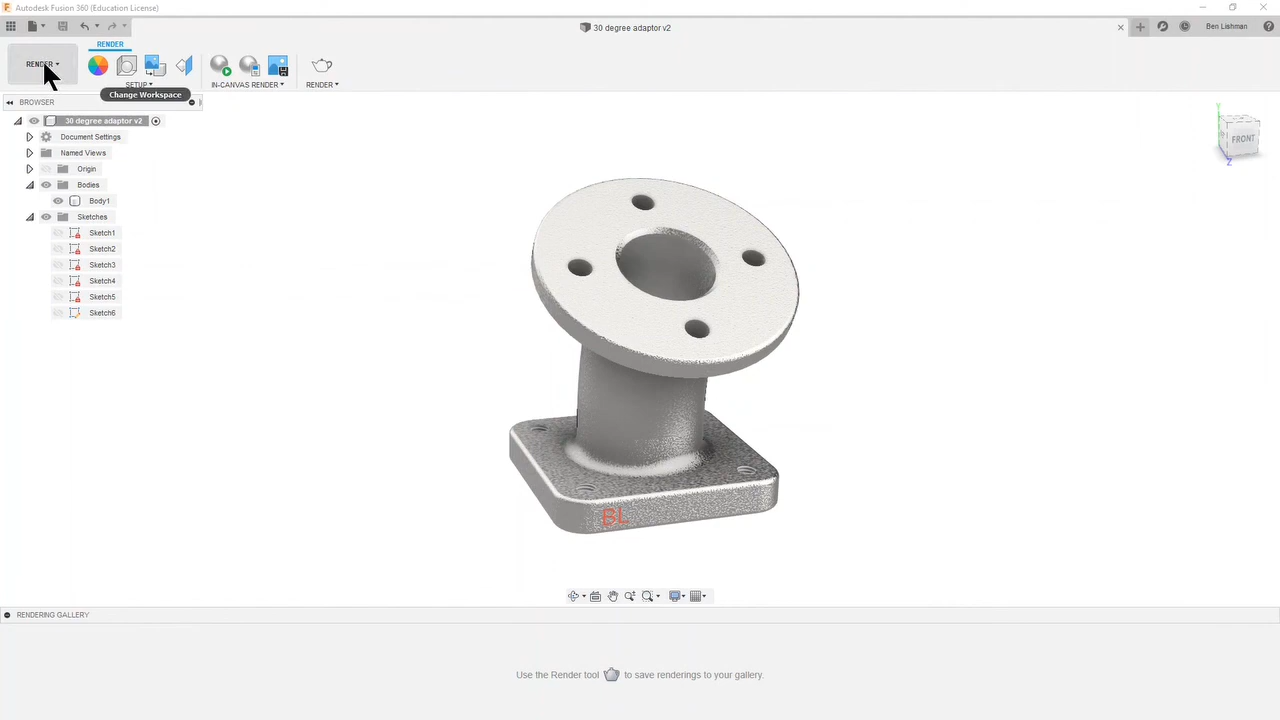 Autodesk Fusion 360 (Education License)
30 degree adaptor v2
Ben Lishman
RENDER
RENDER
SETUP
IN-CANVAS RENDER
RENDER
Change Workspace
BROWSER
30 degree adaptor v2
Document Settings
Named Views
Origin
Bodies
Body1
Sketches
Sketch1
Sketch2
Sketch3
Sketch4
Sketch5
Sketch6
Y
FRONT
Z
BL
RENDERING GALLERY
Use the Render tool to save renderings to your gallery.